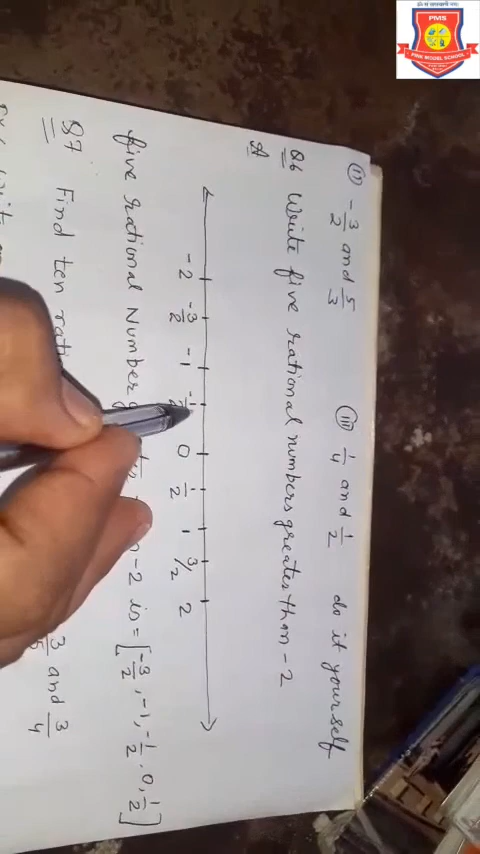 PMS
PINE MODEL SCHOOL
(ii) -3/2 and 5/3 (iii) 1/4 and 1/2 do it yourself
Q6 Write five rational numbers greater than -2
A
-2 -3/2 -1 -1/2 0 1/2 1 3/2 2
five rational Number -2 is = [-3/2, -1, -1/2, 0, 1/2]
Q7 Find ten 3/5 and 3/4